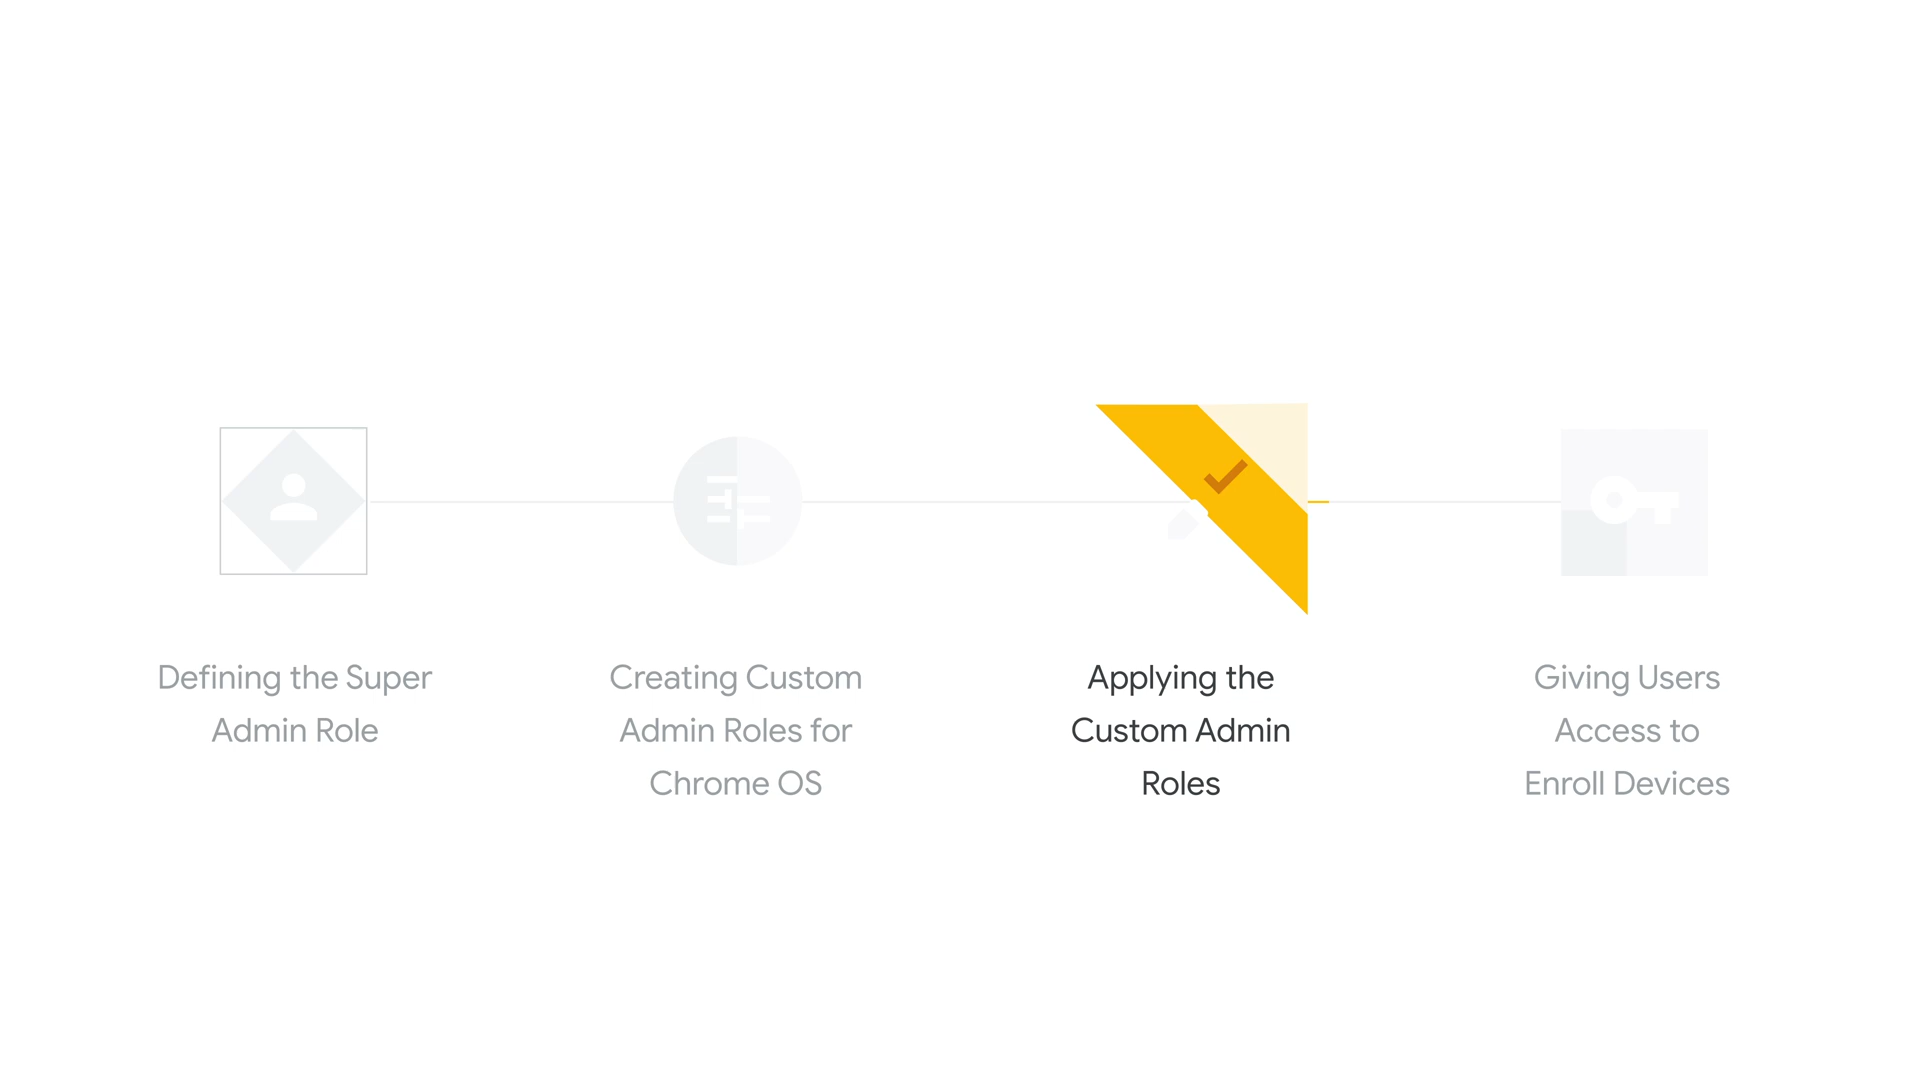 Defining the Super
Admin Role
Creating Custom
Admin Roles for
Chrome OS
Applying the
Custom Admin
Roles
Giving Users
Access to
Enroll Devices